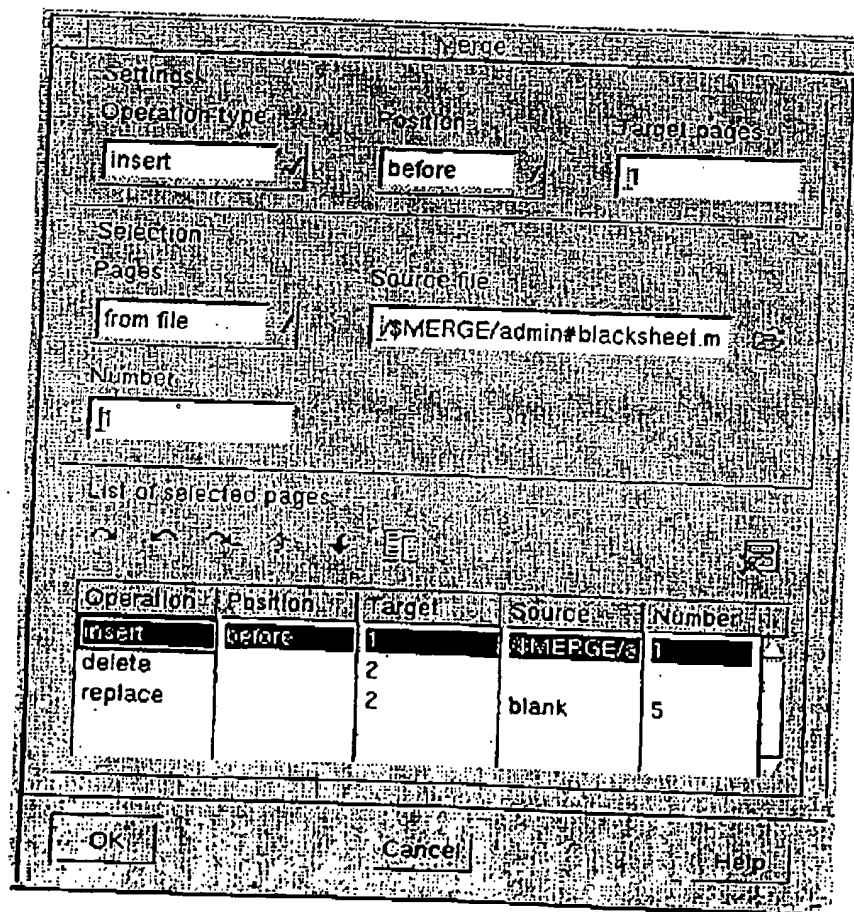 Merge
Settings
Operation type Position Target pages
insert before 1
Selection
Pages Source file
from file /$MERGE/admin#blacksheet.m
Number
1
List of selected pages
Operation Position Target Source Number
insert before 1 $MERGE/a 1
delete 2
replace 2 blank 5
OK Cancel Help